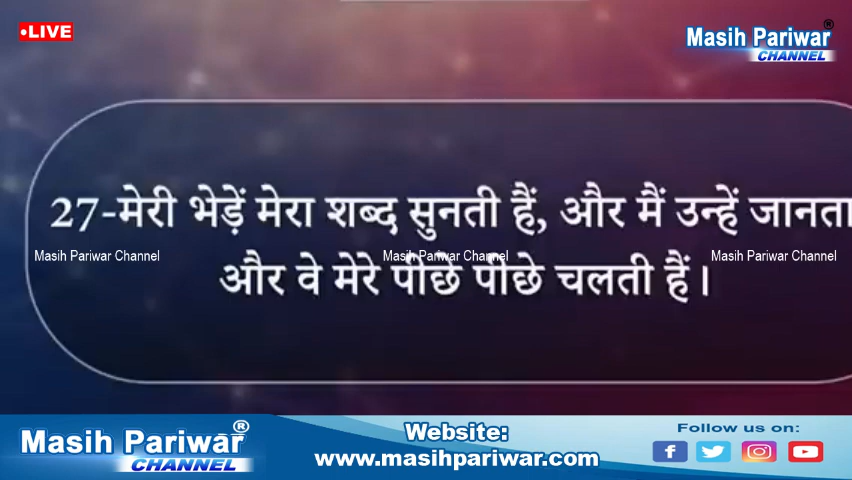 •LIVE
Masih Pariwar®
CHANNEL
27-मेरी भेड़ें मेरा शब्द सुनती हैं, और मैं उन्हें जानता
Masih Pariwar Channel Masih Pariwar Channel Masih Pariwar Channel
और वे मेरे पीछे पीछे चलती हैं।
Masih Pariwar®
CHANNEL
Website:
www.masihpariwar.com
Follow us on: